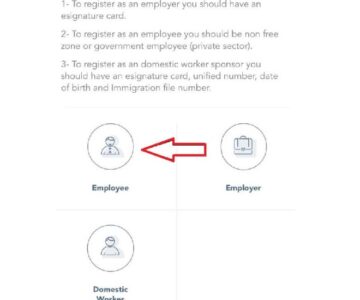 1- To register as an employer you should have an
esignature card.
2- To register as an employee you should be non free
zone or government employee (private sector).
3- To register as an domestic worker sponsor you
should have an esignature card, unified number, date
of birth and Immigration file number.
Employee
Employer
Domestic
Worker